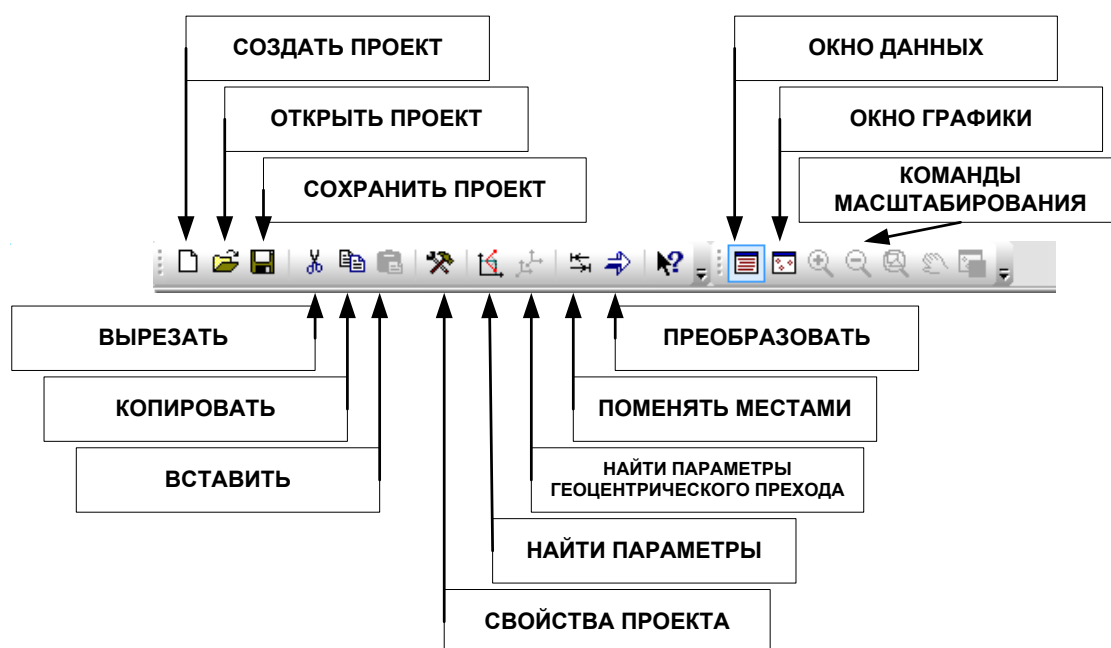 СОЗДАТЬ ПРОЕКТ
ОКНО ДАННЫХ
ОТКРЫТЬ ПРОЕКТ
ОКНО ГРАФИКИ
СОХРАНИТЬ ПРОЕКТ
КОМАНДЫ
МАСШТАБИРОВАНИЯ
?
ВЫРЕЗАТЬ
ПРЕОБРАЗОВАТЬ
КОПИРОВАТЬ
ПОМЕНЯТЬ МЕСТАМИ
ВСТАВИТЬ
НАЙТИ ПАРАМЕТРЫ
ГЕОЦЕНТРИЧЕСКОГО ПРЕХОДА
НАЙТИ ПАРАМЕТРЫ
СВОЙСТВА ПРОЕКТА